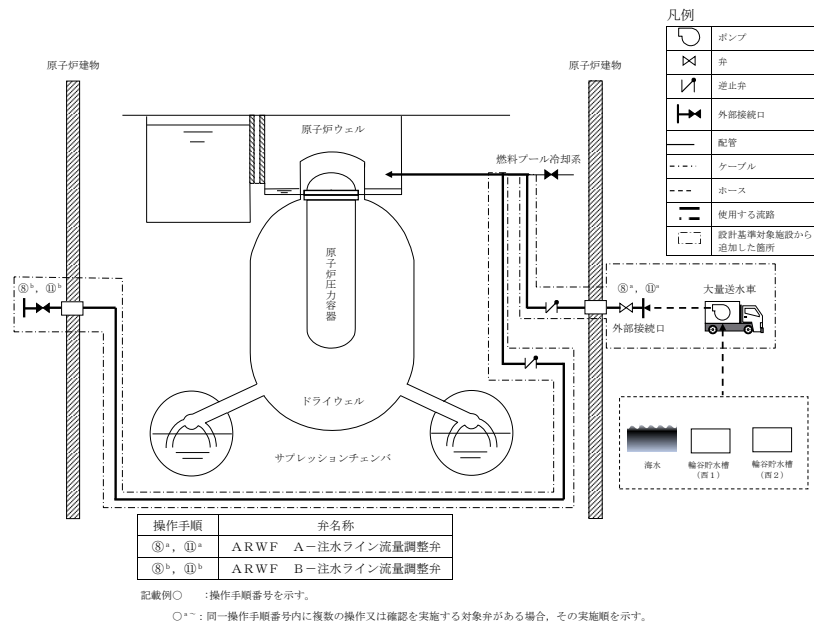 凡例
ポンプ
弁
逆止弁
外部接続口
配管
ケーブル
ホース
使用する流路
設計基準対象施設から
追加した箇所
原子炉建物
原子炉建物
原子炉ウェル
燃料プール冷却系
原子炉圧力容器
⑧ᵇ,⑪ᵇ
⑧ᵃ,⑪ᵃ
大量送水車
外部接続口
ドライウェル
サプレッションチェンバ
海水
輪谷貯水槽
(西1)
輪谷貯水槽
(西2)
操作手順 弁名称
⑧ᵃ,⑪ᵃ ARWF A-注水ライン流量調整弁
⑧ᵇ,⑪ᵇ ARWF B-注水ライン流量調整弁
記載例○ :操作手順番号を示す。
○ᵃ~:同一操作手順番号内に複数の操作又は確認を実施する対象弁がある場合,その実施順を示す。